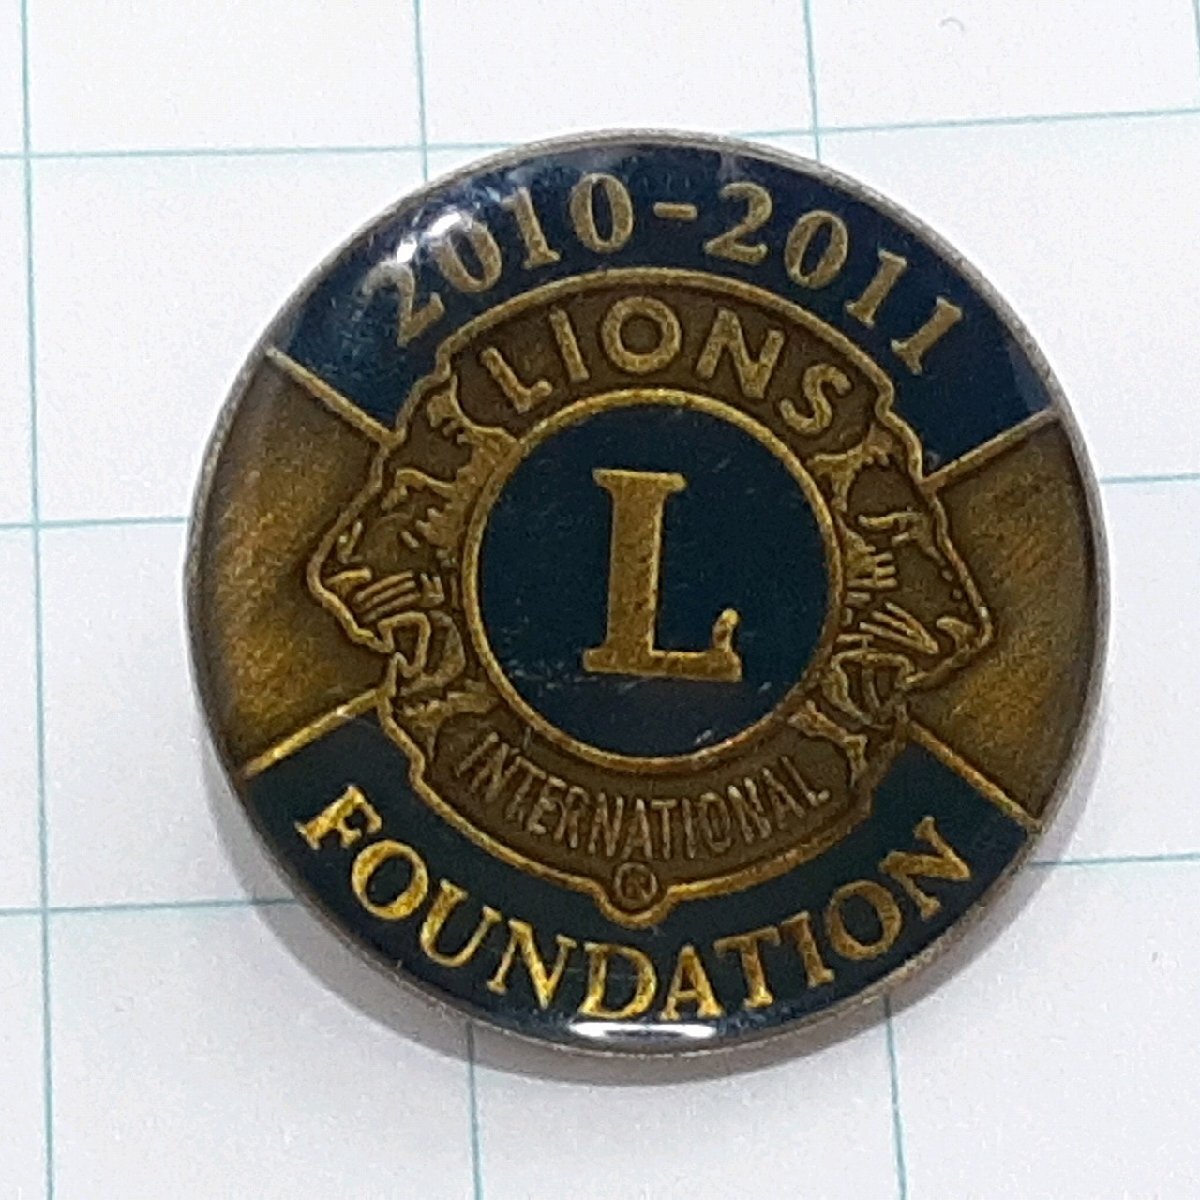 2010-2011
LIONS
L
INTERNATIONAL
®
FOUNDATION